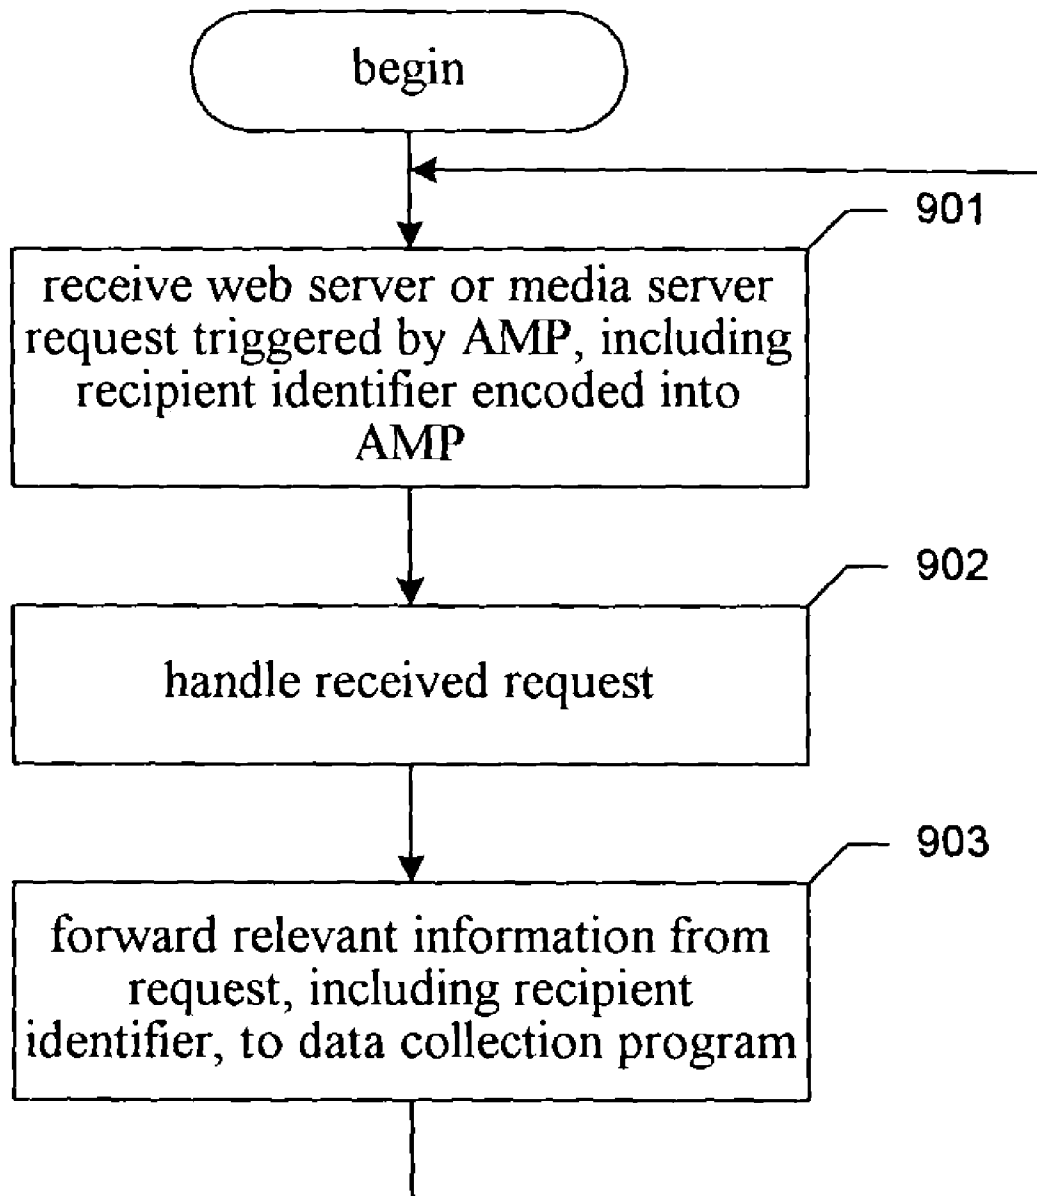 begin
901
receive web server or media server
request triggered by AMP, including
recipient identifier encoded into
AMP
902
handle received request
903
forward relevant information from
request, including recipient
identifier, to data collection program